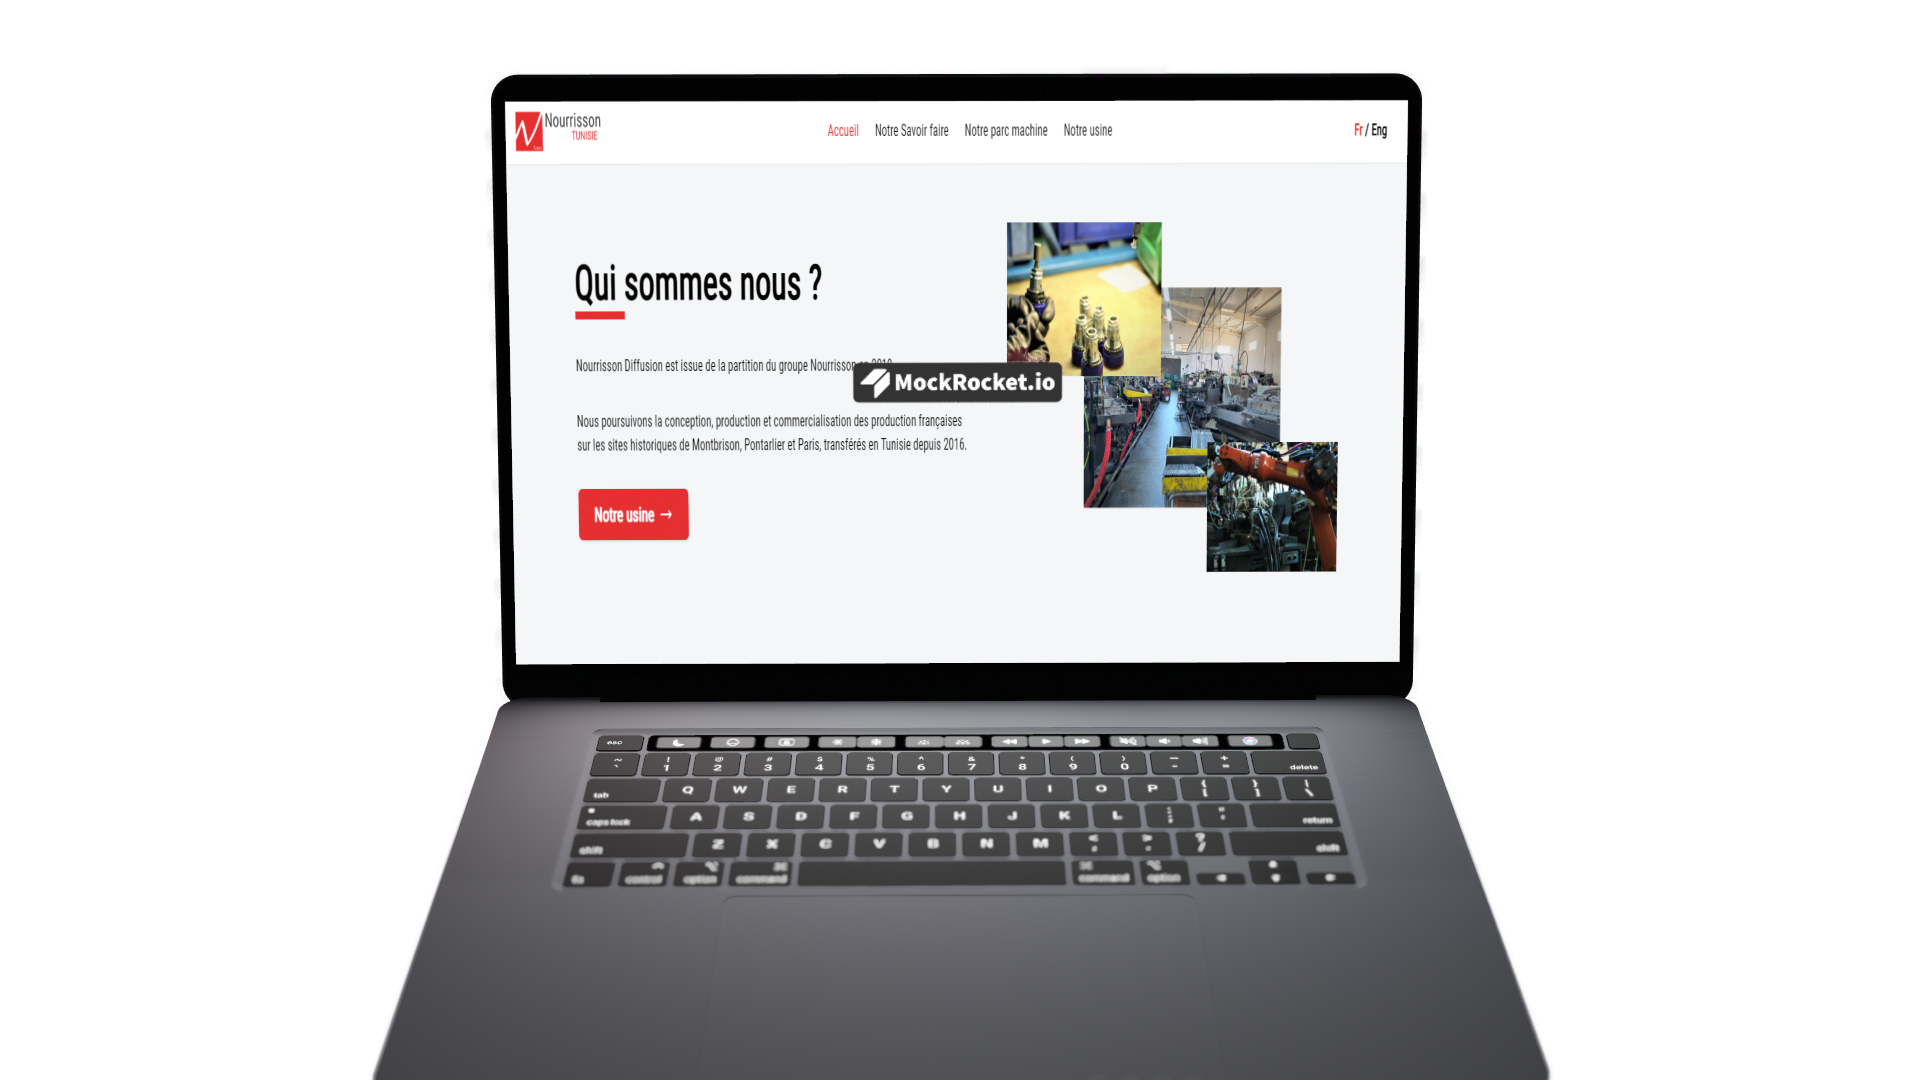 Nourrisson
TUNISIE
Accueil Notre Savoir faire Notre parc machine Notre usine
Fr / Eng
Qui sommes nous ?
Nourrisson Diffusion est issue de la partition du groupe Nourrisson
MockRocket.io
Nous poursuivons la conception, production et commercialisation des production françaises
sur les sites historiques de Montbrison, Pontarlier et Paris, transférés en Tunisie depuis 2016.
Notre usine →
esc
~ ! @ # $ % ^ & * ( ) _ +
` 1 2 3 4 5 6 7 8 9 0 - = delete
tab Q W E R T Y U I O P { [ } ] | \
caps lock A S D F G H J K L : ; " ' return
shift Z X C V B N M < , > . ? / shift
fn control option command command option